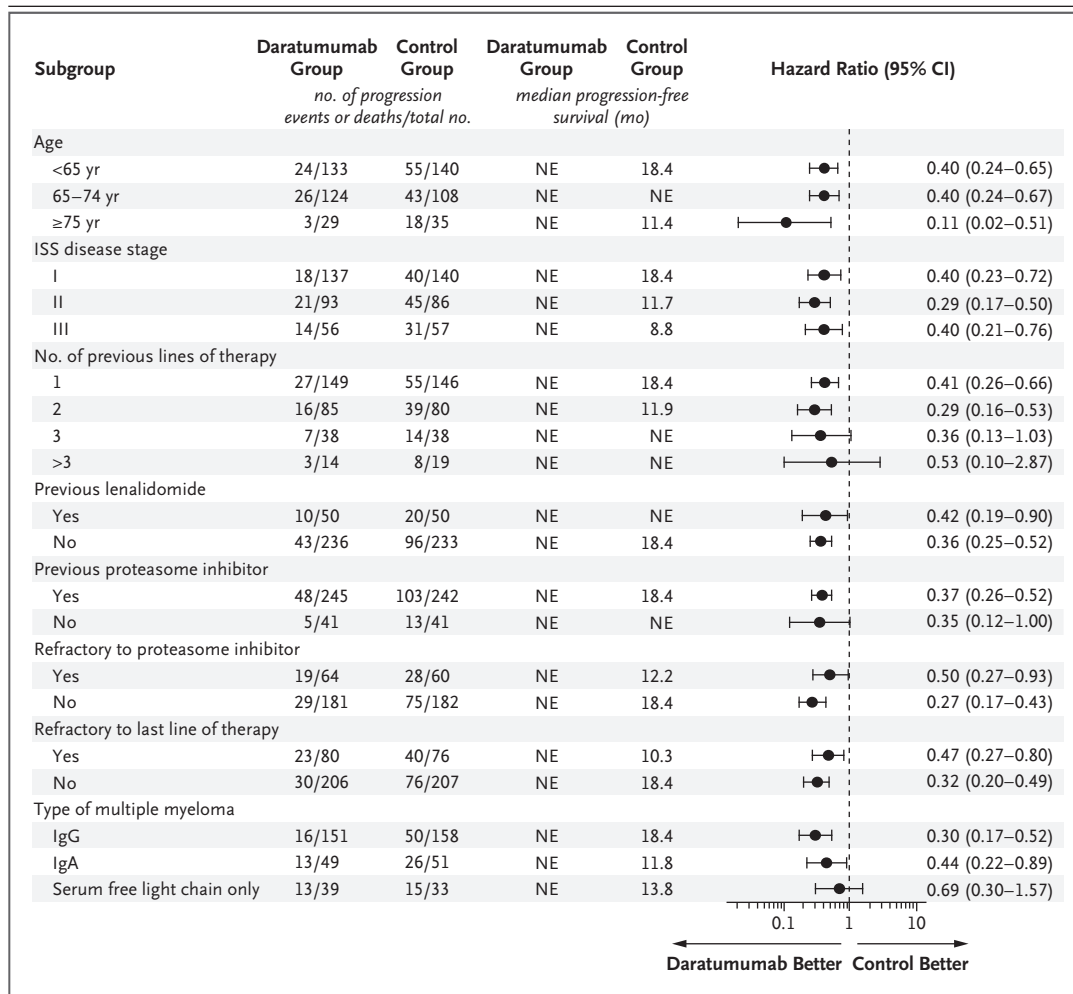 Subgroup Daratumumab Group Control Group Daratumumab Group Control Group Hazard Ratio (95% CI)
no. of progression events or deaths/total no. median progression-free survival (mo)
Age
<65 yr 24/133 55/140 NE 18.4 0.40 (0.24–0.65)
65–74 yr 26/124 43/108 NE NE 0.40 (0.24–0.67)
≥75 yr 3/29 18/35 NE 11.4 0.11 (0.02–0.51)
ISS disease stage
I 18/137 40/140 NE 18.4 0.40 (0.23–0.72)
II 21/93 45/86 NE 11.7 0.29 (0.17–0.50)
III 14/56 31/57 NE 8.8 0.40 (0.21–0.76)
No. of previous lines of therapy
1 27/149 55/146 NE 18.4 0.41 (0.26–0.66)
2 16/85 39/80 NE 11.9 0.29 (0.16–0.53)
3 7/38 14/38 NE NE 0.36 (0.13–1.03)
>3 3/14 8/19 NE NE 0.53 (0.10–2.87)
Previous lenalidomide
Yes 10/50 20/50 NE NE 0.42 (0.19–0.90)
No 43/236 96/233 NE 18.4 0.36 (0.25–0.52)
Previous proteasome inhibitor
Yes 48/245 103/242 NE 18.4 0.37 (0.26–0.52)
No 5/41 13/41 NE NE 0.35 (0.12–1.00)
Refractory to proteasome inhibitor
Yes 19/64 28/60 NE 12.2 0.50 (0.27–0.93)
No 29/181 75/182 NE 18.4 0.27 (0.17–0.43)
Refractory to last line of therapy
Yes 23/80 40/76 NE 10.3 0.47 (0.27–0.80)
No 30/206 76/207 NE 18.4 0.32 (0.20–0.49)
Type of multiple myeloma
IgG 16/151 50/158 NE 18.4 0.30 (0.17–0.52)
IgA 13/49 26/51 NE 11.8 0.44 (0.22–0.89)
Serum free light chain only 13/39 15/33 NE 13.8 0.69 (0.30–1.57)
0.1 1 10
Daratumumab Better Control Better